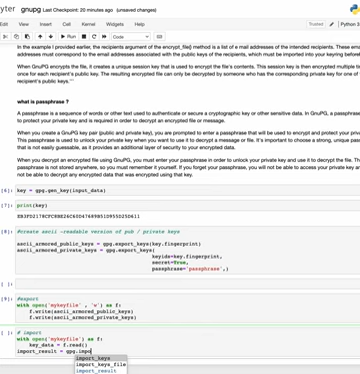 yter gnupg Last Checkpoint: 20 minutes ago (unsaved changes)
Edit View Insert Cell Kernel Widgets Help Trusted Python 3
Run Code
In the example I provided earlier, the recipients argument of the encrypt_file() method is a list of e mail addresses of the intended recipients. These ema
addresses must correspond to the email addresses associated with the public keys of the recipients, which must be imported into your keyring before
When GnuPG encrypts the file, it creates a unique session key that is used to encrypt the file's contents. This session key is then encrypted multiple ti
once for each recipient's public key. The resulting encrypted file can only be decrypted by someone who has the corresponding private key for one of
recipient's public keys.
what is passphrase ?
A passphrase is a sequence of words or other text used to authenticate or secure a cryptographic key or other sensitive data. In GnuPG, a passphrase
to protect your private key and is required in order to decrypt an encrypted file or message.
When you create a GnuPG key pair (public and private key), you are prompted to enter a passphrase that will be used to encrypt and protect your priv
This passphrase is used to unlock your private key when you want to use it to decrypt a message or file. It's important to choose a strong, unique pass
that is not easily guessable, as it provides an additional layer of security to your encrypted data.
When you decrypt an encrypted file using GnuPG, you must enter your passphrase in order to unlock your private key and use it to decrypt the file. Th
passphrase is not stored anywhere, so you must remember it yourself. If you forget your passphrase, you will not be able to access your private key ar
not be able to decrypt any encrypted data that was encrypted using that key.
[6]: key = gpg.gen_key(input_data)
[7]: print(key)
[8]: #create ascii -readable version of pub / private keys
ascii_armored_public_keys = gpg.export_keys(key.fingerprint)
ascii_armored_private_keys = gpg.export_keys(
keyids=key.fingerprint,
secret=True,
passphrase='passphrase',)
[ ]:
[9]: #export
with open('mykeyfile' , 'w') as f:
f.write(ascii_armored_public_keys)
f.write(ascii_armored_private_keys)
[ ]: # import
with open('mykeyfile') as f:
key_data = f.read()
import_result = gpg.impo
import_keys
import_keys_file
import_result